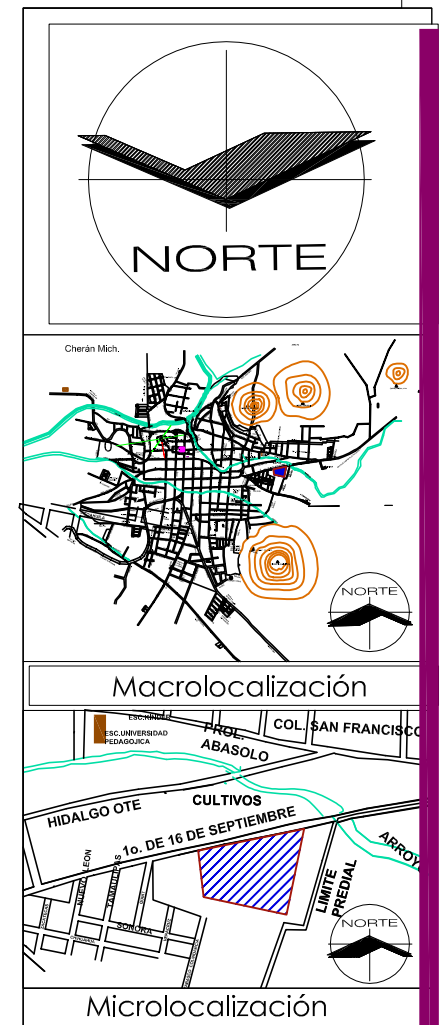 NORTE
Cherán Mich.
NORTE
Macrolocalización
ESC.KINDER
ESC.UNIVERSIDAD
PEDAGOJICA
PROL.
ABASOLO
COL. SAN FRANCISCO
HIDALGO OTE
CULTIVOS
1o. DE 16 DE SEPTIEMBRE
ARROY
NUEVO LEON
TAMAULIPAS
SONORA
LIMITE
PREDIAL
NORTE
Microlocalización